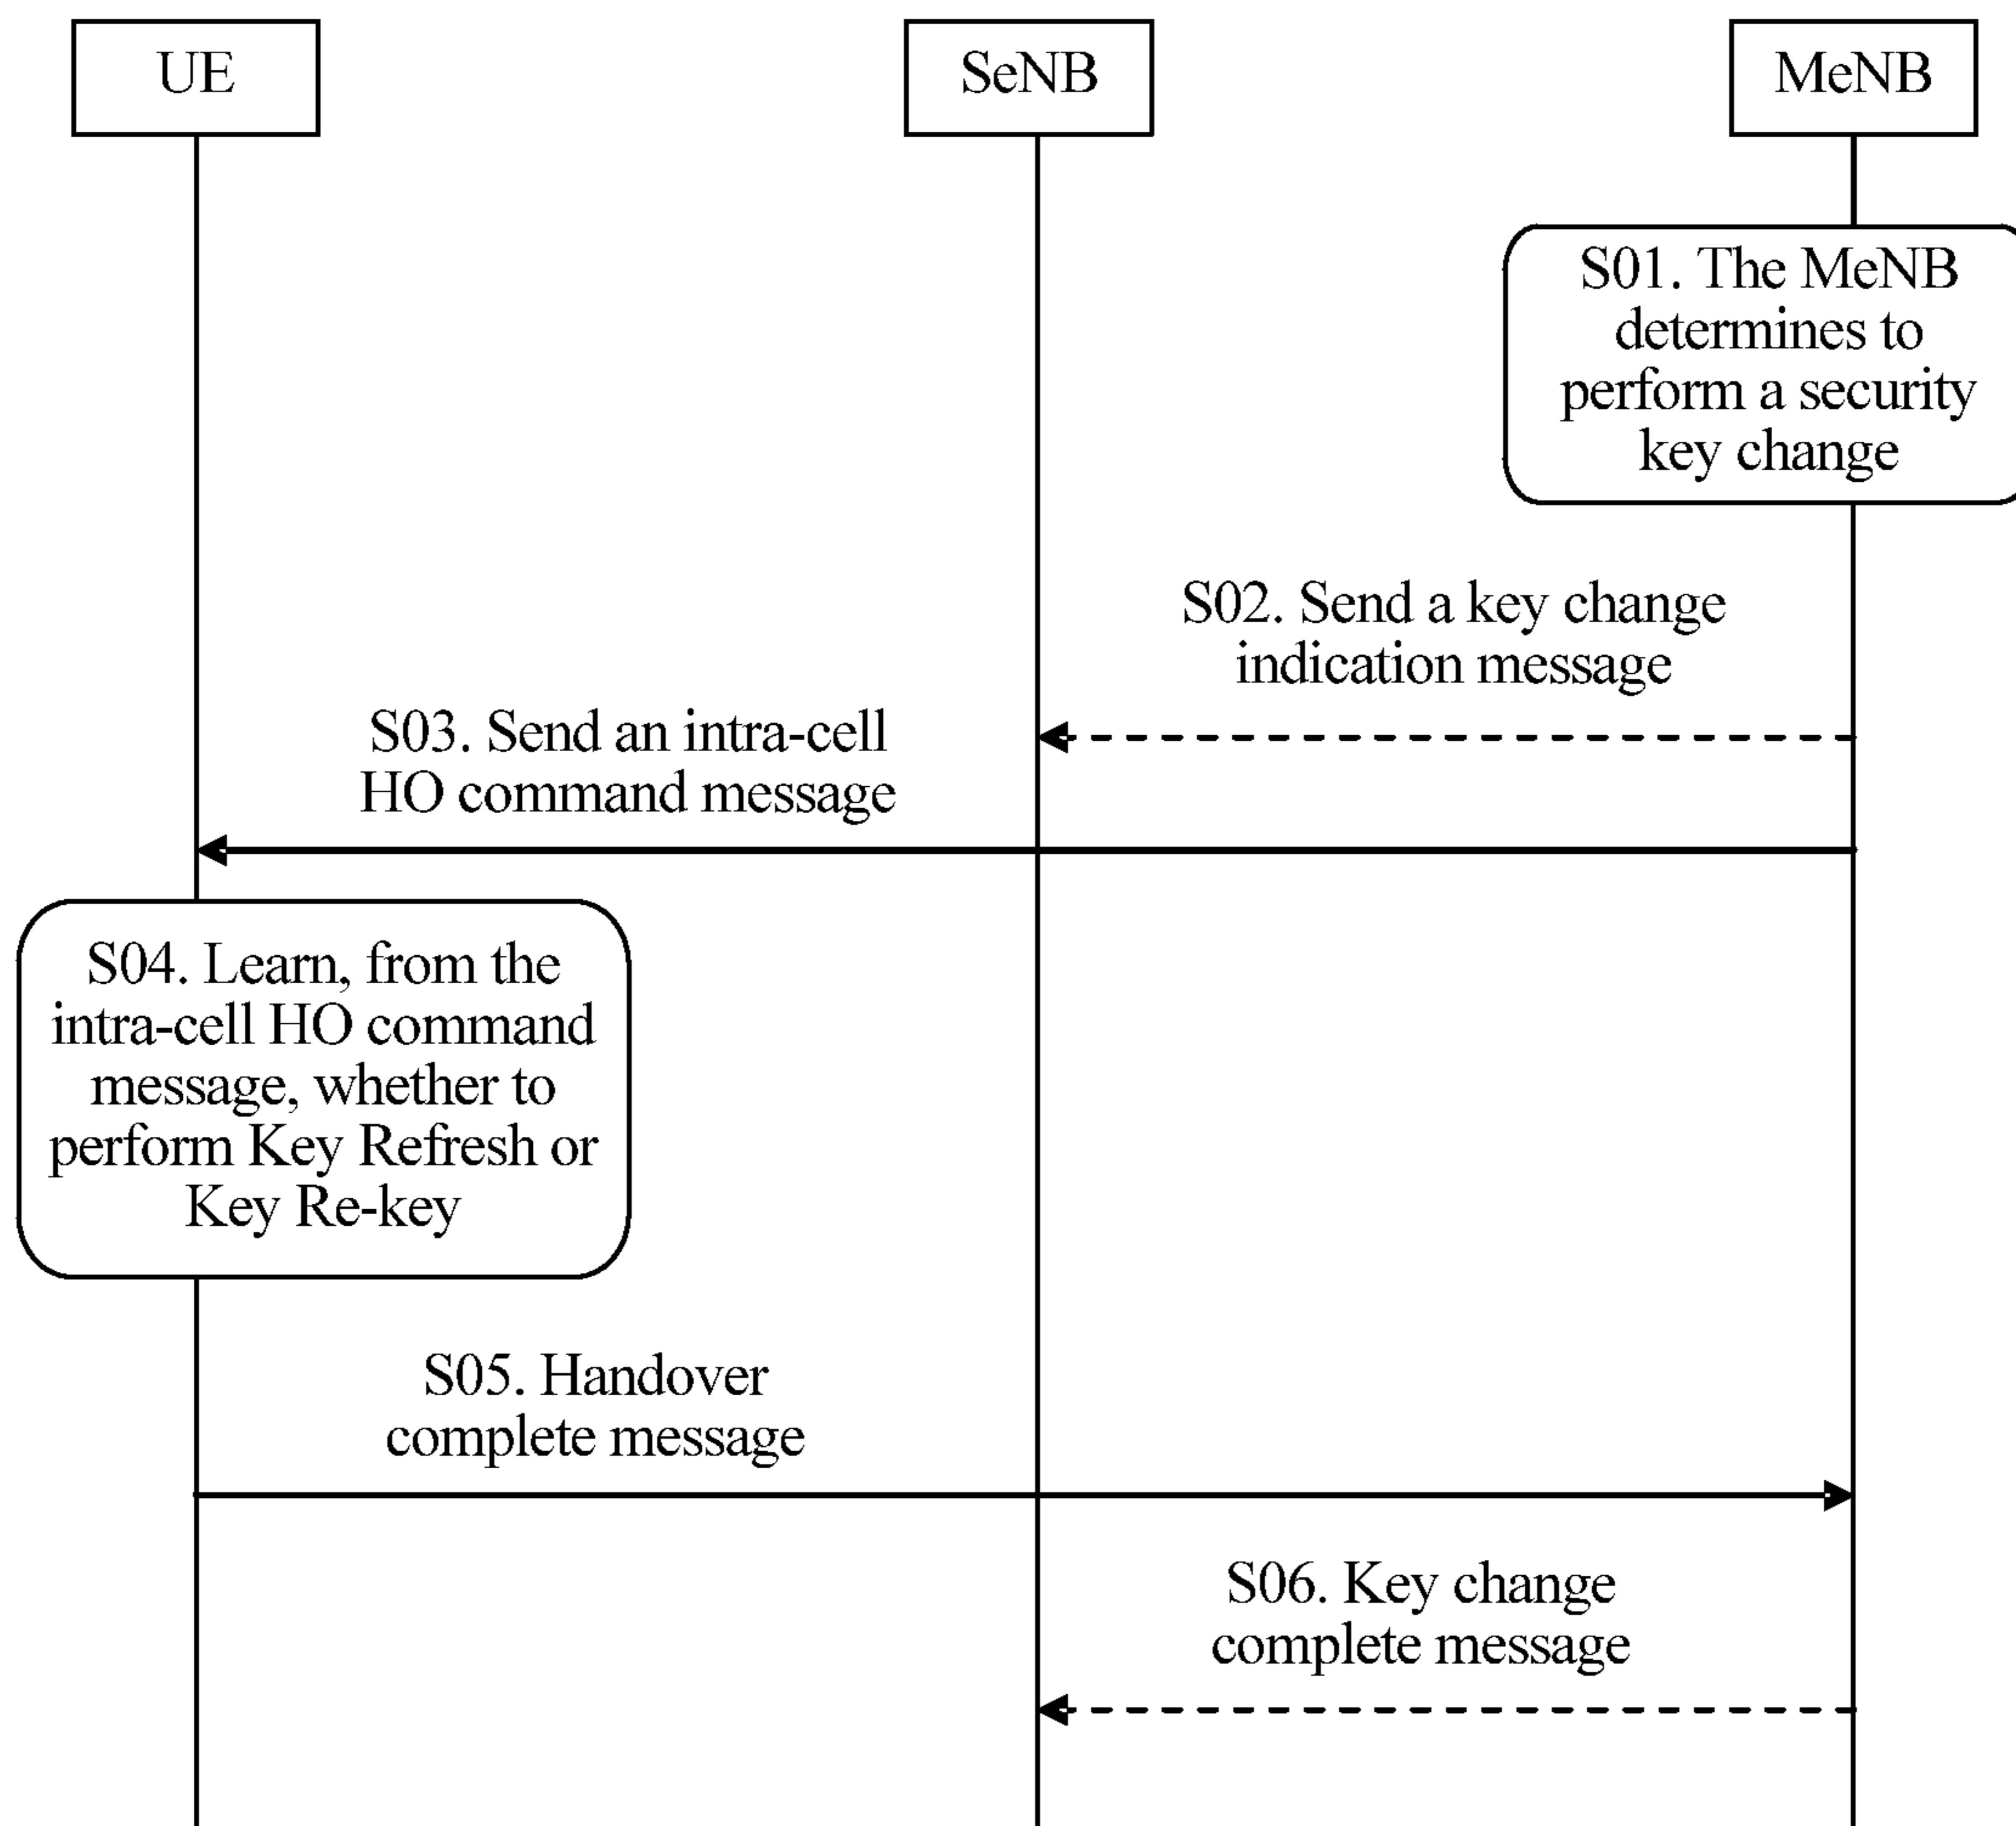 UE
SeNB
MeNB
S01. The MeNB
determines to
perform a security
key change
S02. Send a key change
indication message
S03. Send an intra-cell
HO command message
S04. Learn, from the
intra-cell HO command
message, whether to
perform Key Refresh or
Key Re-key
S05. Handover
complete message
S06. Key change
complete message